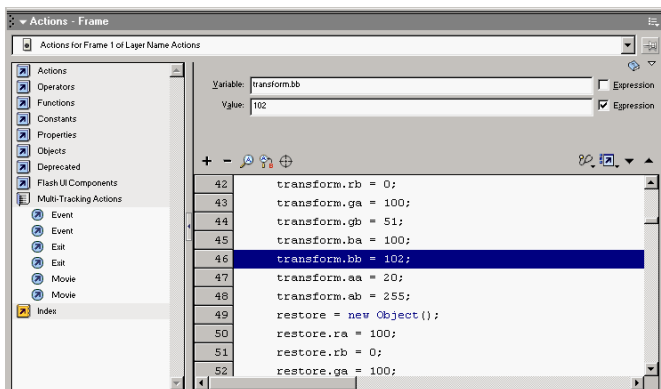 Actions - Frame
Actions for Frame 1 of Layer Name Actions
Actions
Operators
Functions
Constants
Properties
Objects
Deprecated
Flash UI Components
Multi-Tracking Actions
Event
Event
Exit
Exit
Movie
Movie
Index
Variable: transform.bb Expression
Value: 102 Expression
42 transform.rb = 0;
43 transform.ga = 100;
44 transform.gb = 51;
45 transform.ba = 100;
46 transform.bb = 102;
47 transform.aa = 20;
48 transform.ab = 255;
49 restore = new Object();
50 restore.ra = 100;
51 restore.rb = 0;
52 restore.ga = 100;